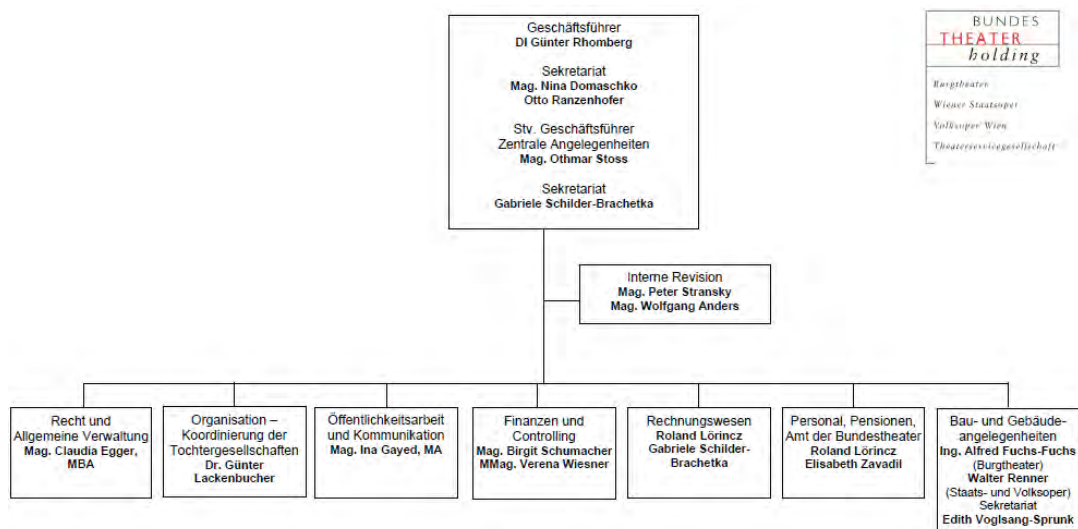 Geschäftsführer
DI Günter Rhomberg
Sekretariat
Mag. Nina Domaschko
Otto Ranzenhofer
Stv. Geschäftsführer
Zentrale Angelegenheiten
Mag. Othmar Stoss
Sekretariat
Gabriele Schilder-Brachetka
BUNDES
THEATER
holding
Burgtheater
Wiener Staatsoper
Volksoper Wien
Theaterservicegesellschaft
Interne Revision
Mag. Peter Stransky
Mag. Wolfgang Anders
Recht und
Allgemeine Verwaltung
Mag. Claudia Egger,
MBA
Organisation –
Koordinierung der
Tochtergesellschaften
Dr. Günter
Lackenbucher
Öffentlichkeitsarbeit
und Kommunikation
Mag. Ina Gayed, MA
Finanzen und
Controlling
Mag. Birgit Schumacher
MMag. Verena Wiesner
Rechnungswesen
Roland Lörincz
Gabriele Schilder-
Brachetka
Personal, Pensionen,
Amt der Bundestheater
Roland Lörincz
Elisabeth Zavadil
Bau- und Gebäude-
angelegenheiten
Ing. Alfred Fuchs-Fuchs
(Burgtheater)
Walter Renner
(Staats- und Volksoper)
Sekretariat
Edith Voglsang-Sprunk